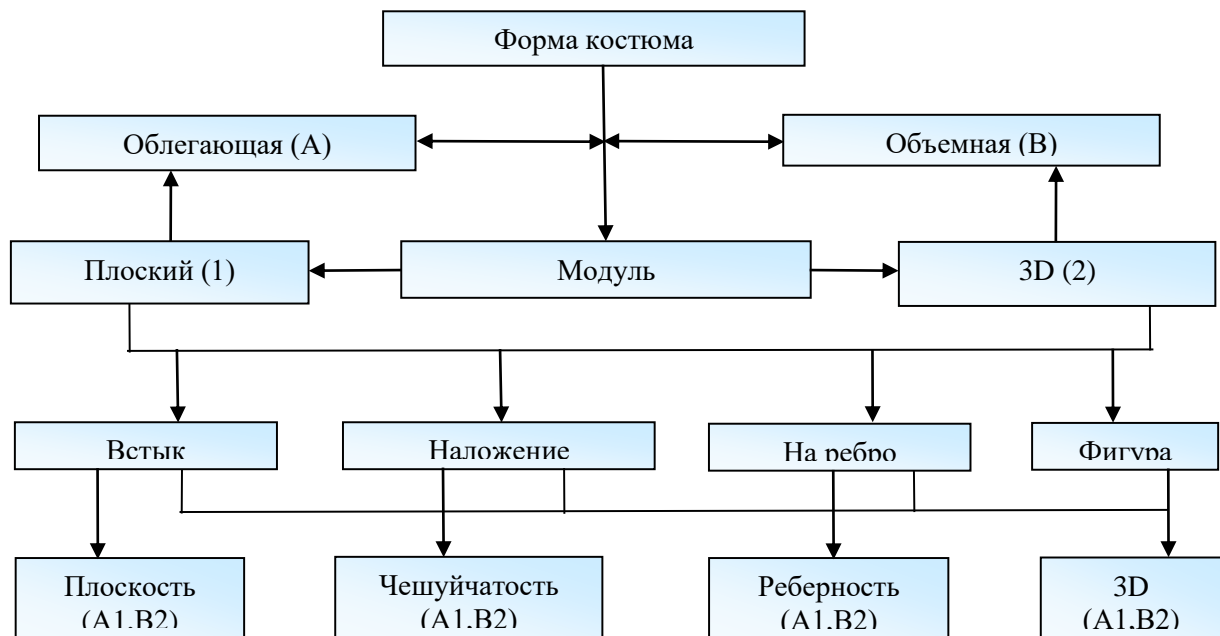 Форма костюма
Облегающая (А)
Объемная (В)
Плоский (1)
Модуль
3D (2)
Встык
Наложение
На ребро
Фигура
Плоскость
(А1,В2)
Чешуйчатость
(А1,В2)
Реберность
(А1,В2)
3D
(А1,В2)